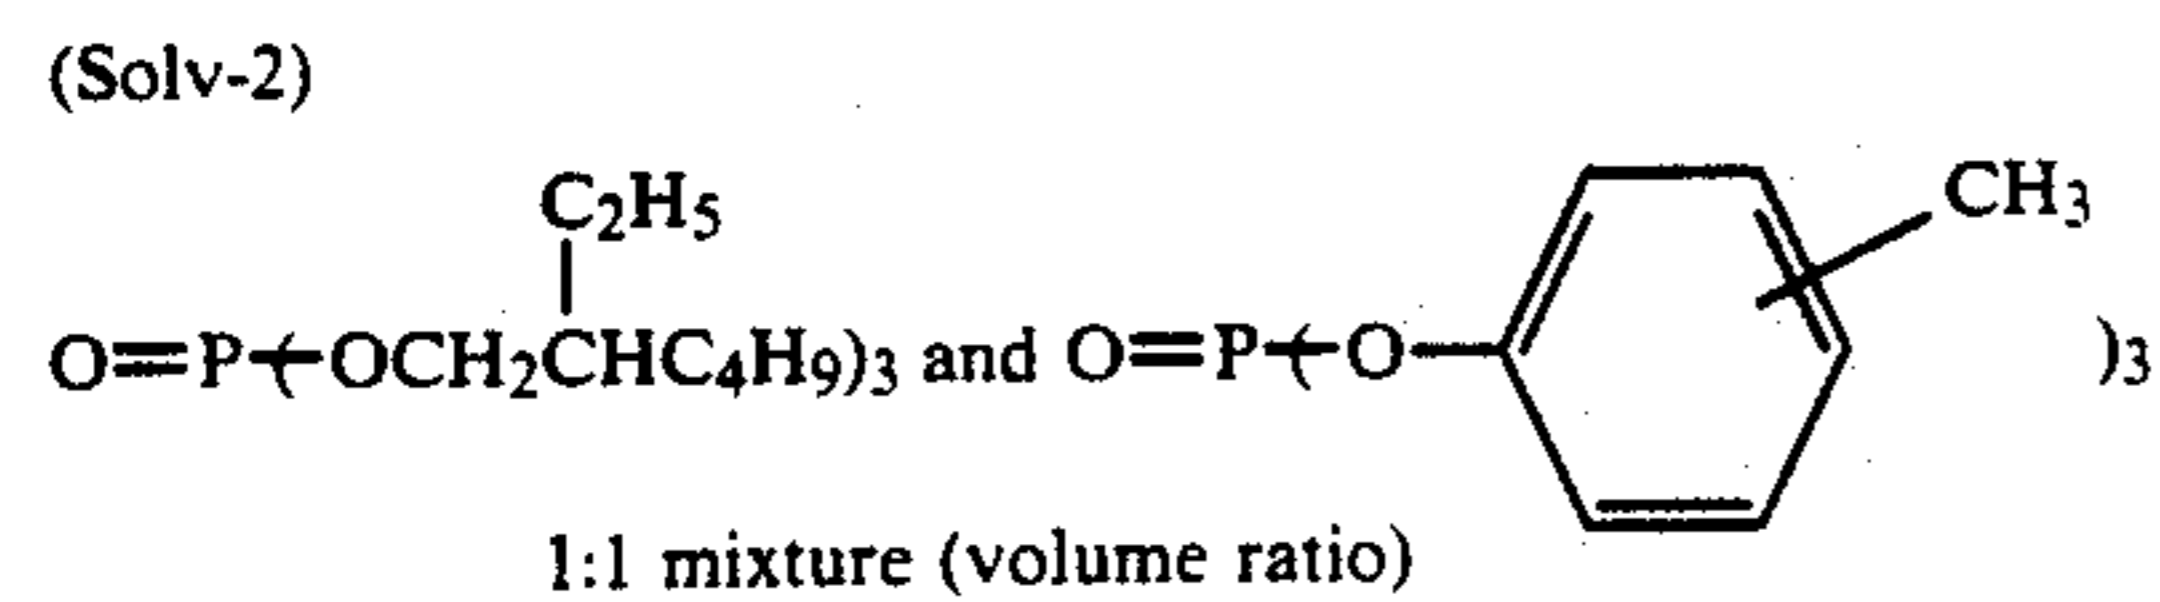 (Solv-2)
C₂H₅
O=P-(-OCH₂CHC₄H₉)₃ and O=P-(-O- CH₃ )₃
1:1 mixture (volume ratio)